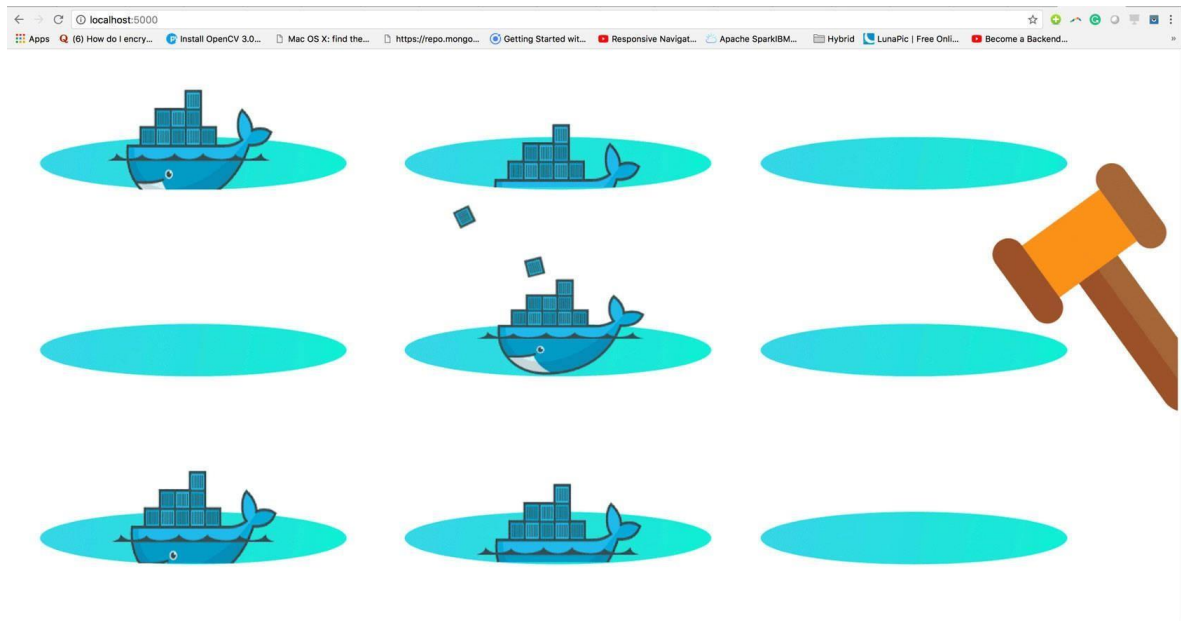 localhost:5000
Apps (6) How do I encry... Install OpenCV 3.0... Mac OS X: find the... https://repo.mongo... Getting Started wit... Responsive Navigat... Apache SparkIBM... Hybrid LunaPic | Free Onli... Become a Backend... »